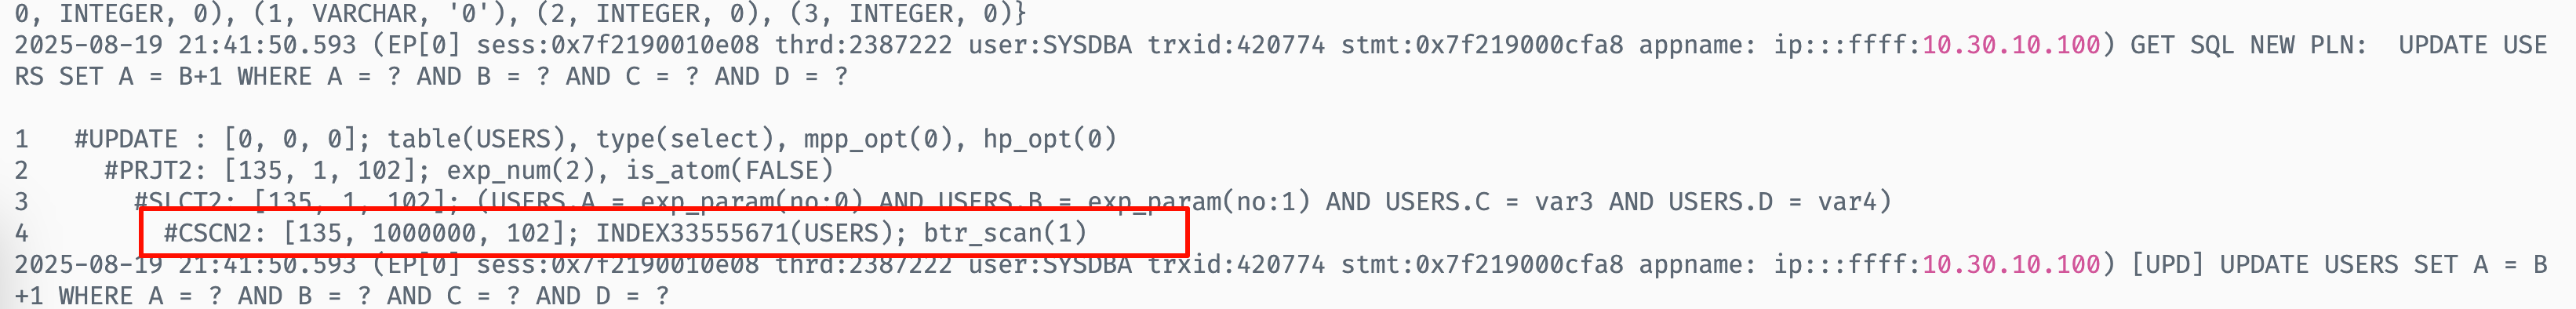 0, INTEGER, 0), (1, VARCHAR, '0'), (2, INTEGER, 0), (3, INTEGER, 0)}
2025-08-19 21:41:50.593 (EP[0] sess:0x7f2190010e08 thrd:2387222 user:SYSDBA trxid:420774 stmt:0x7f219000cfa8 appname: ip:::ffff:10.30.10.100) GET SQL NEW PLN:  UPDATE USE
RS SET A = B+1 WHERE A = ? AND B = ? AND C = ? AND D = ?
1   #UPDATE : [0, 0, 0]; table(USERS), type(select), mpp_opt(0), hp_opt(0)
2     #PRJT2: [135, 1, 102]; exp_num(2), is_atom(FALSE)
3       #SLCT2: [135, 1, 102]; (USERS.A = exp_param(no:0) AND USERS.B = exp_param(no:1) AND USERS.C = var3 AND USERS.D = var4)
4         #CSCN2: [135, 1000000, 102]; INDEX33555671(USERS); btr_scan(1)
2025-08-19 21:41:50.593 (EP[0] sess:0x7f2190010e08 thrd:2387222 user:SYSDBA trxid:420774 stmt:0x7f219000cfa8 appname: ip:::ffff:10.30.10.100) [UPD] UPDATE USERS SET A = B
+1 WHERE A = ? AND B = ? AND C = ? AND D = ?